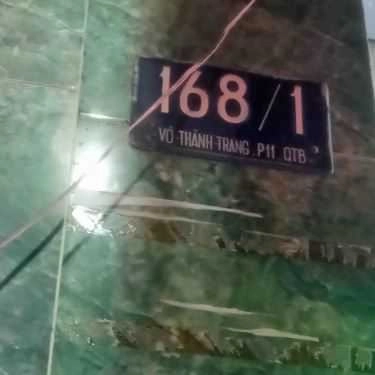 168/1
VÕ THÀNH TRANG . P11 QTB